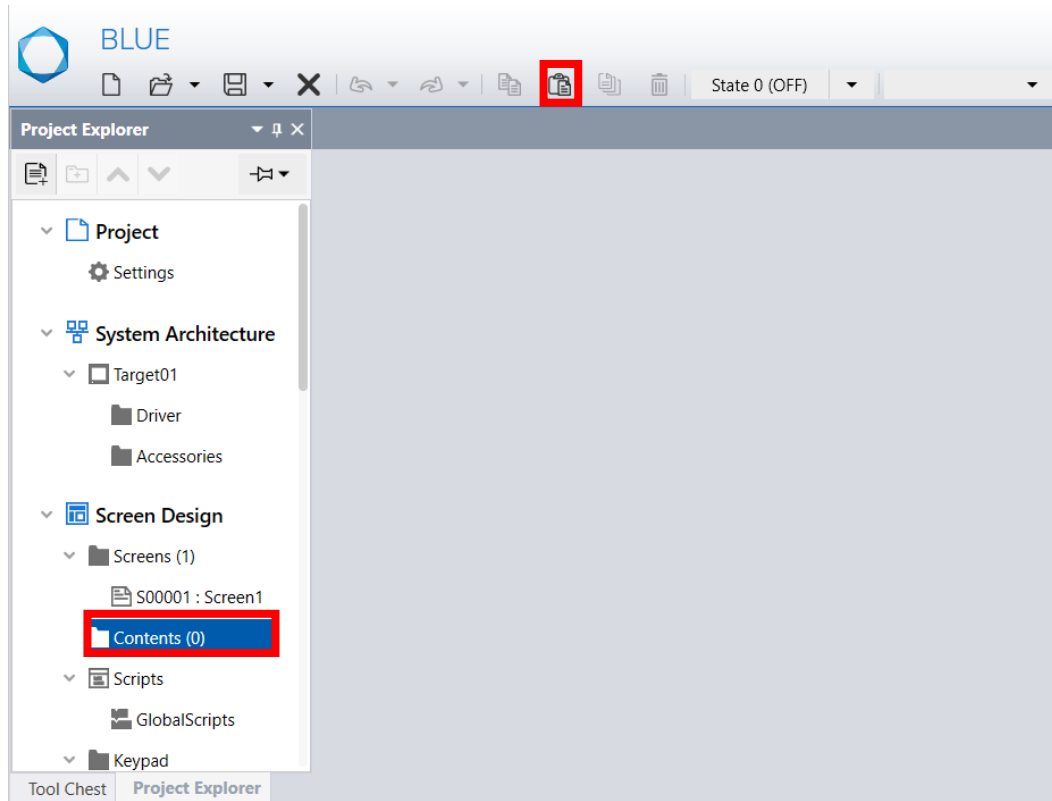 BLUE
State 0 (OFF)
Project Explorer
Project
Settings
System Architecture
Target01
Driver
Accessories
Screen Design
Screens (1)
S00001 : Screen1
Contents (0)
Scripts
GlobalScripts
Keypad
Tool Chest Project Explorer